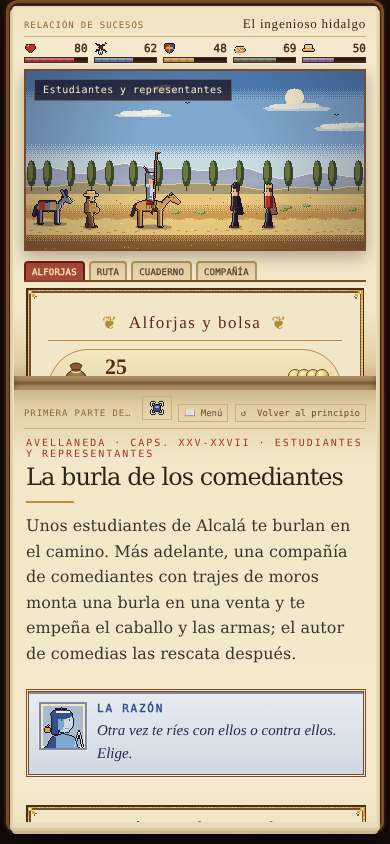 RELACIÓN DE SUCESOS
El ingenioso hidalgo
80 62 48 69 50
Estudiantes y representantes
ALFORJAS RUTA CUADERNO COMPAÑÍA
Alforjas y bolsa
25
PRIMERA PARTE DE… Menú ↺ Volver al principio
AVELLANEDA · CAPS. XXV-XXVII · ESTUDIANTES
Y REPRESENTANTES
La burla de los comediantes
Unos estudiantes de Alcalá te burlan en
el camino. Más adelante, una compañía
de comediantes con trajes de moros
monta una burla en una venta y te
empeña el caballo y las armas; el autor
de comedias las rescata después.
LA RAZÓN
Otra vez te ríes con ellos o contra ellos.
Elige.